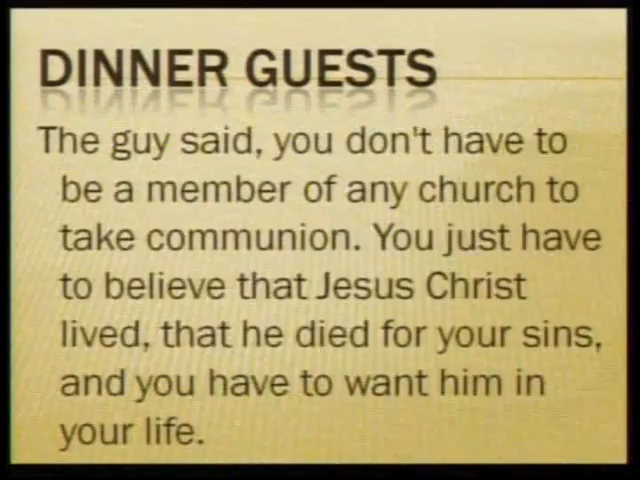 DINNER GUESTS
The guy said, you don't have to
be a member of any church to
take communion. You just have
to believe that Jesus Christ
lived, that he died for your sins,
and you have to want him in
your life.